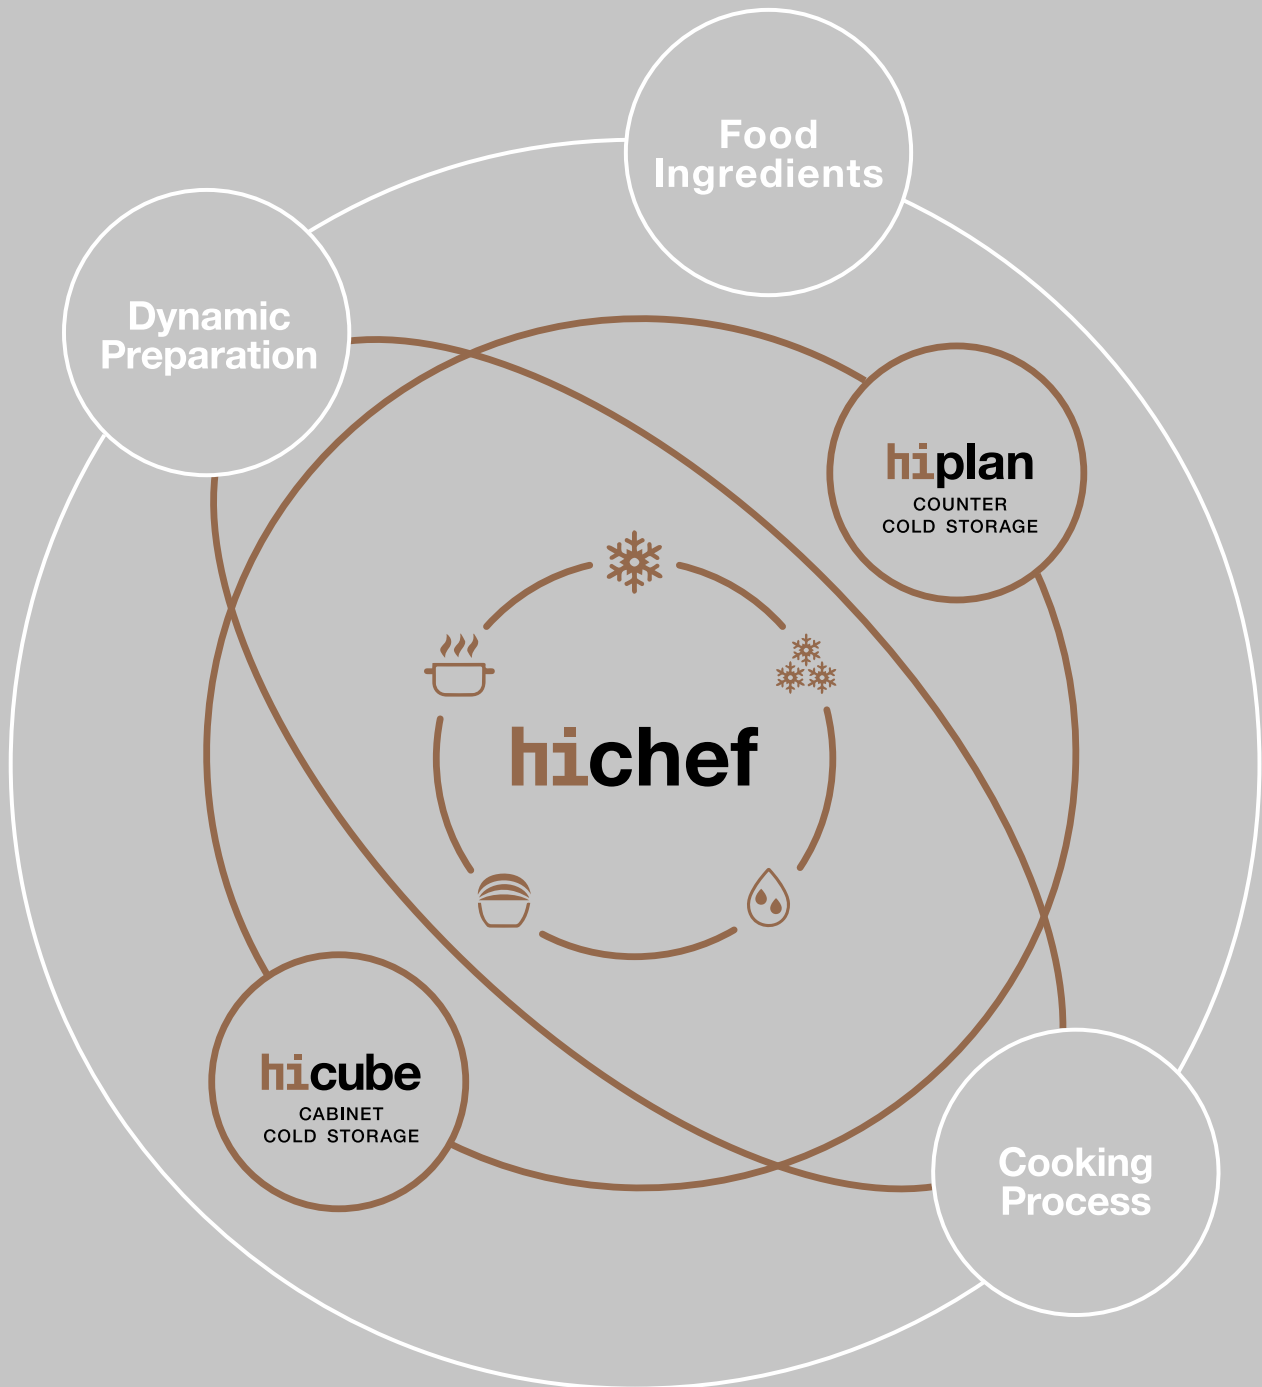 Food
Ingredients
Dynamic
Preparation
hiplan
COUNTER
COLD STORAGE
hichef
hicube
CABINET
COLD STORAGE
Cooking
Process